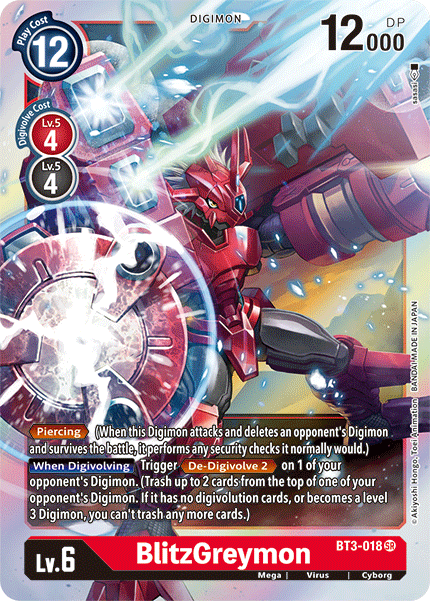 Play Cost
12
DIGIMON
12000
DP
sasasi
Digivolve Cost
Lv.5
4
Lv.5
4
Piercing (When this Digimon attacks and deletes an opponent's Digimon
and survives the battle, it performs any security checks it normally would.)
When Digivolving Trigger De-Digivolve 2 on 1 of your
opponent's Digimon. (Trash up to 2 cards from the top of one of your
opponent's Digimon. If it has no digivolution cards, or becomes a level
3 Digimon, you can't trash any more cards.)
©Akiyoshi Hongo, Toei Animation BANDAI MADE IN JAPAN
Lv.6
BlitzGreymon
BT3-018 SR
Mega | Virus | Cyborg